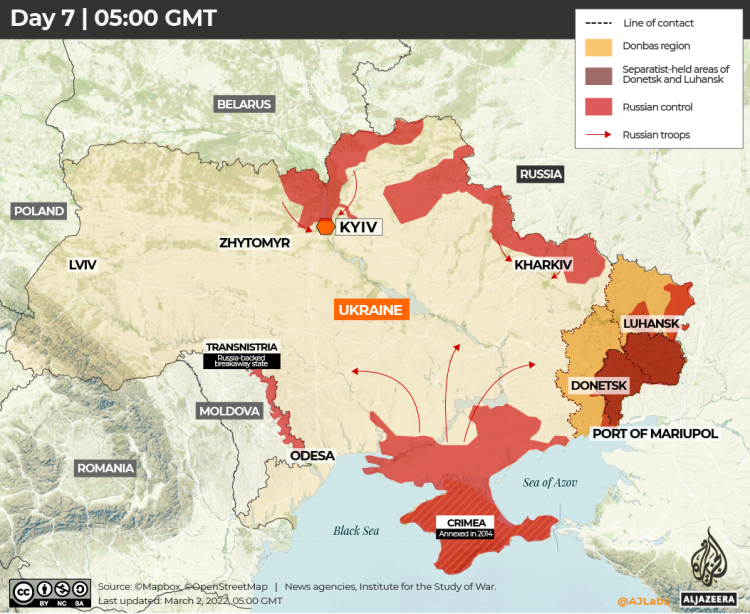 Day 7 | 05:00 GMT
Line of contact
Donbas region
Separatist-held areas of
Donetsk and Luhansk
Russian control
Russian troops
BELARUS
RUSSIA
POLAND
KYIV
ZHYTOMYR
LVIV
KHARKIV
UKRAINE
LUHANSK
TRANSNISTRIA
Russia-backed
breakaway state
DONETSK
MOLDOVA
PORT OF MARIUPOL
ODESA
ROMANIA
Sea of Azov
Black Sea
CRIMEA
Annexed in 2014
Source: ©Mapbox, ©OpenStreetMap | News agencies, Institute for the Study of War.
Last updated: March 2, 2022, 05:00 GMT
cc BY NC SA
@AJLabs
ALJAZEERA